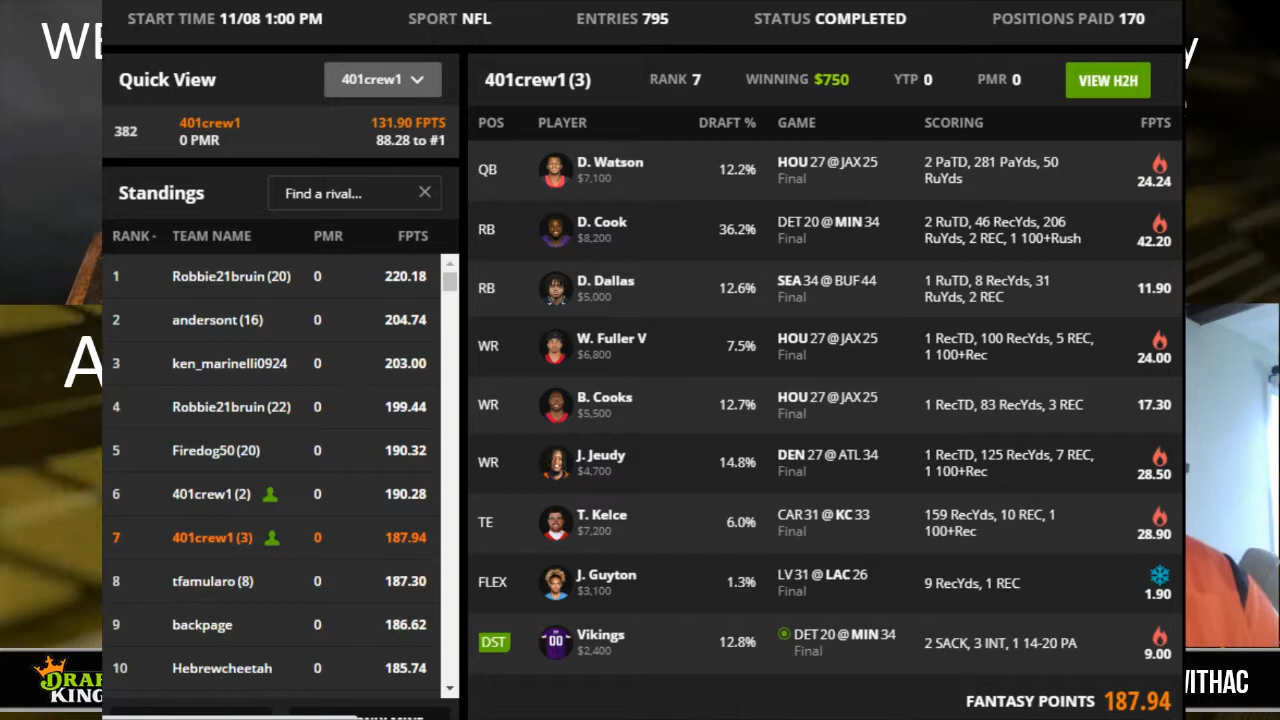 START TIME 11/08 1:00 PM SPORT NFL ENTRIES 795 STATUS COMPLETED POSITIONS PAID 170
WE
y
Quick View 401crew1
401crew1 (3) RANK 7 WINNING $750 YTP 0 PMR 0 VIEW H2H
382 401crew1 131.90 FPTS
0 PMR 88.28 to #1
Standings Find a rival...
RANK TEAM NAME PMR FPTS
1 Robbie21bruin (20) 0 220.18
2 andersont (16) 0 204.74
3 ken_marinelli0924 0 203.00
4 Robbie21bruin (22) 0 199.44
5 Firedog50 (20) 0 190.32
6 401crew1 (2) 0 190.28
7 401crew1 (3) 0 187.94
8 tfamularo (8) 0 187.30
9 backpage 0 186.62
10 Hebrewcheetah 0 185.74
POS PLAYER DRAFT % GAME SCORING FPTS
QB D. Watson 12.2% HOU 27 @ JAX 25 2 PaTD, 281 PaYds, 50
$7,100 Final RuYds 24.24
RB D. Cook 36.2% DET 20 @ MIN 34 2 RuTD, 46 RecYds, 206
$8,200 Final RuYds, 2 REC, 1 100+Rush 42.20
RB D. Dallas 12.6% SEA 34 @ BUF 44 1 RuTD, 8 RecYds, 31
$5,000 Final RuYds, 2 REC 11.90
WR W. Fuller V 7.5% HOU 27 @ JAX 25 1 RecTD, 100 RecYds, 5 REC,
$6,800 Final 1 100+Rec 24.00
WR B. Cooks 12.7% HOU 27 @ JAX 25 1 RecTD, 83 RecYds, 3 REC 17.30
$5,500 Final
WR J. Jeudy 14.8% DEN 27 @ ATL 34 1 RecTD, 125 RecYds, 7 REC,
$4,700 Final 1 100+Rec 28.50
TE T. Kelce 6.0% CAR 31 @ KC 33 159 RecYds, 10 REC, 1
$7,200 Final 100+Rec 28.90
FLEX J. Guyton 1.3% LV 31 @ LAC 26 9 RecYds, 1 REC
$3,100 Final 1.90
DST Vikings 12.8% DET 20 @ MIN 34 2 SACK, 3 INT, 1 14-20 PA
00
$2,400 Final 9.00
FANTASY POINTS 187.94
A
DRAF
KING
WITHAC